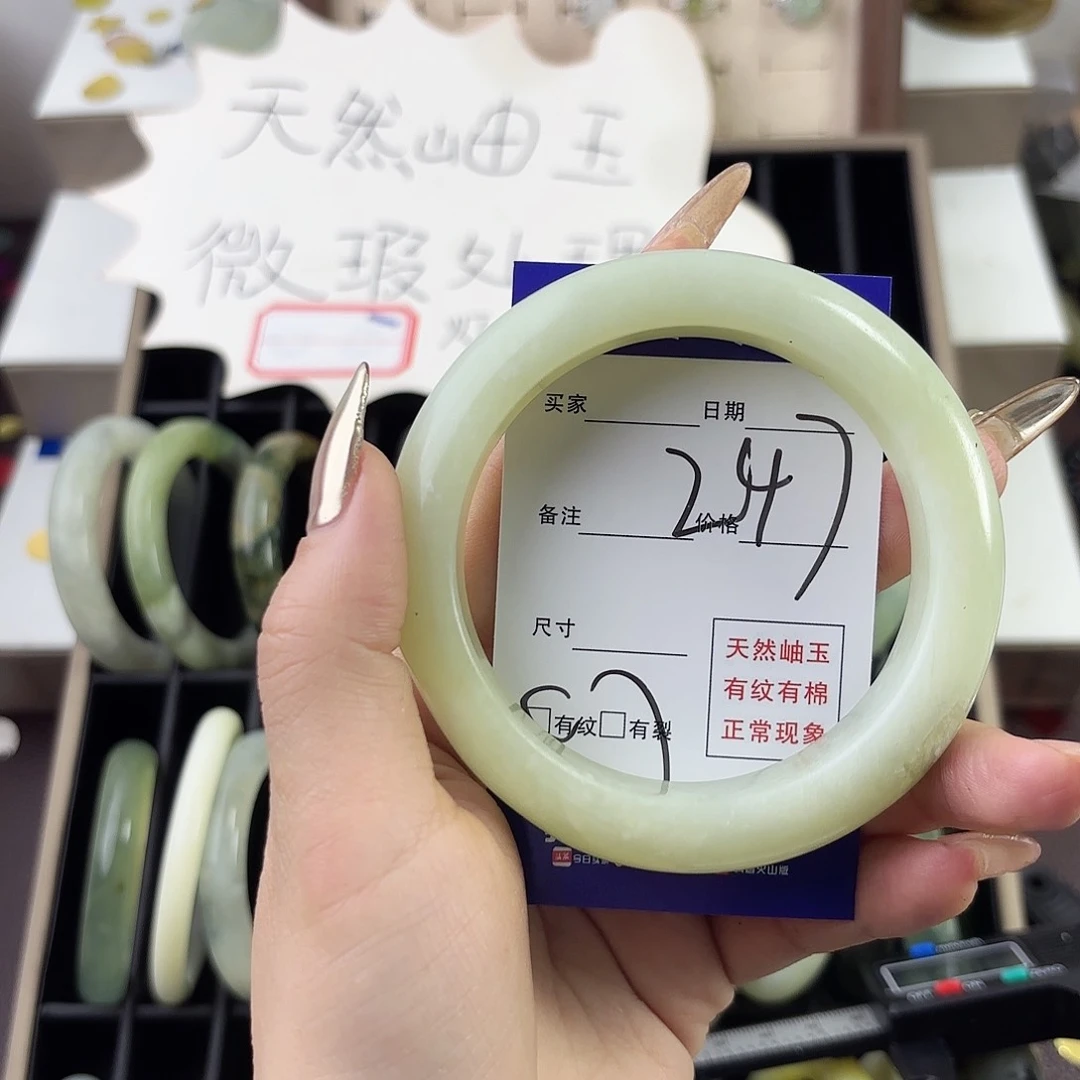 天然岫玉
微瑕处理
买家 日期
247
备注 价格
尺寸
57
有纹 有裂
天然岫玉
有纹有棉
正常现象